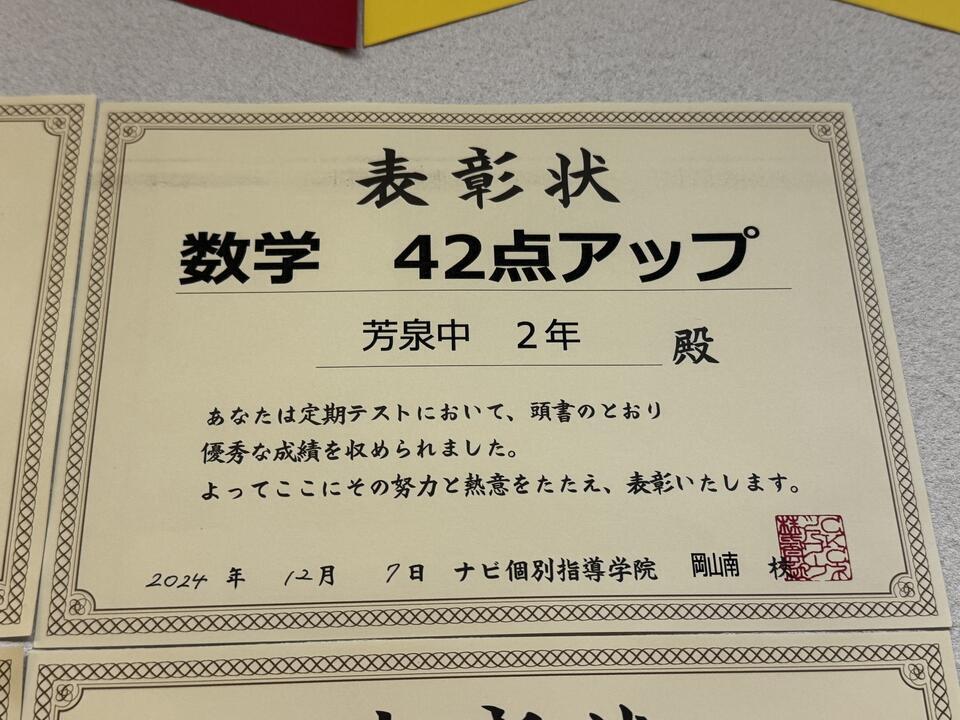 表彰状
数学　42点アップ
芳泉中　２年　殿
あなたは定期テストにおいて、頭書のとおり
優秀な成績を収められました。
よってここにその努力と熱意をたたえ、表彰いたします。
2024 年　12月　7日　ナビ個別指導学院　岡山南　校